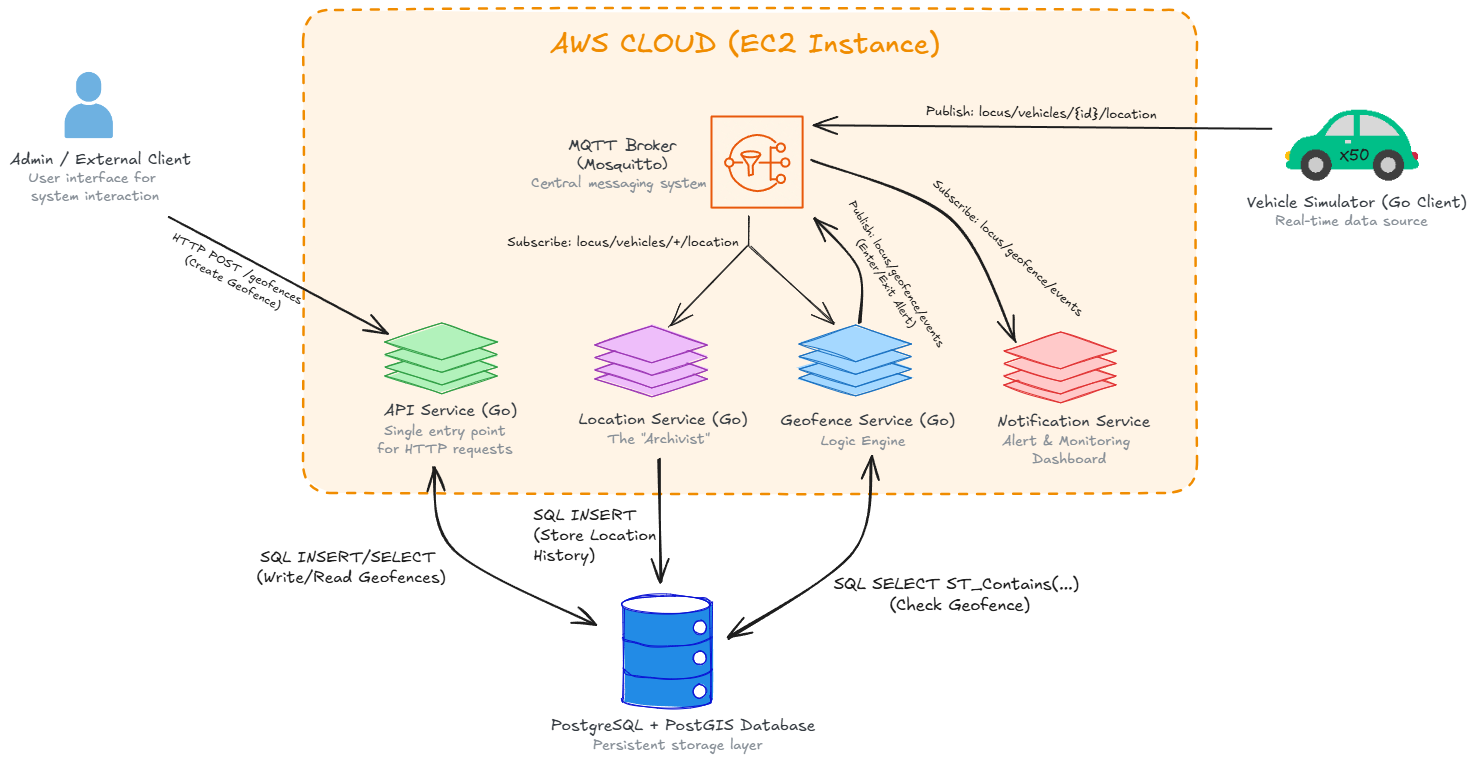 AWS CLOUD (EC2 Instance)
Publish: locus/vehicles/{id}/location
x50
Vehicle Simulator (Go Client)
Real-time data source
Admin / External Client
User interface for
system interaction
MQTT Broker
(Mosquitto)
Central messaging system
HTTP POST /geofences
(Create Geofence)
Subscribe: locus/vehicles/+/location
Publish: locus/geofence/events
(Enter/Exit Alert)
Subscribe: locus/geofence/events
API Service (Go)
Single entry point
for HTTP requests
Location Service (Go)
The "Archivist"
Geofence Service (Go)
Logic Engine
Notification Service
Alert & Monitoring
Dashboard
SQL INSERT/SELECT
(Write/Read Geofences)
SQL INSERT
(Store Location
History)
SQL SELECT ST_Contains(...)
(Check Geofence)
PostgreSQL + PostGIS Database
Persistent storage layer